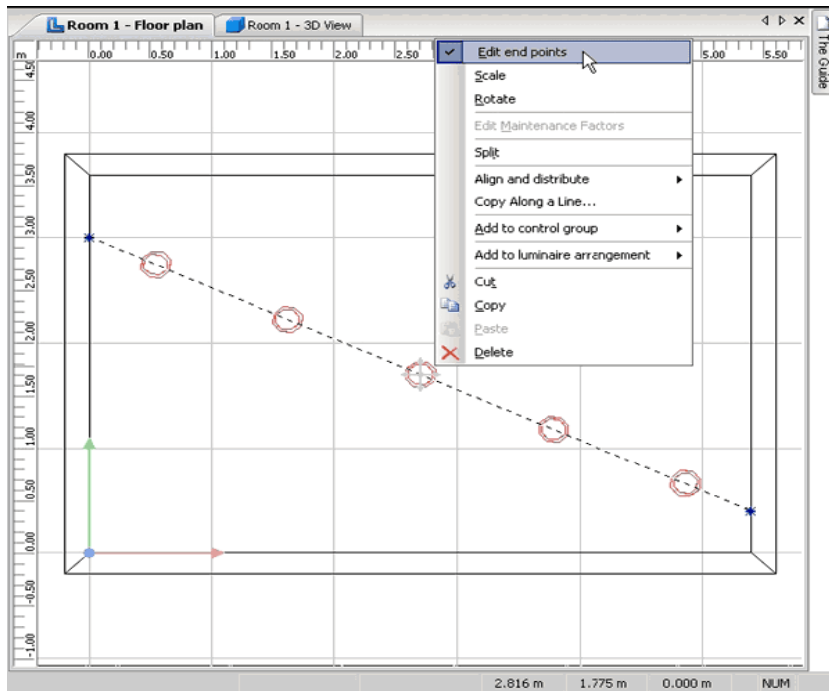 Room 1 - Floor plan
Room 1 - 3D View
The Guide
m
0.00 0.50 1.00 1.50 2.00 2.50 5.00 5.50
4.50
4.00
3.50
3.00
2.50
2.00
1.50
1.00
0.50
0.00
-0.50
-1.00
Edit end points
Scale
Rotate
Edit Maintenance Factors
Split
Align and distribute
Copy Along a Line...
Add to control group
Add to luminaire arrangement
Cut
Copy
Paste
Delete
2.816 m 1.775 m 0.000 m NUM